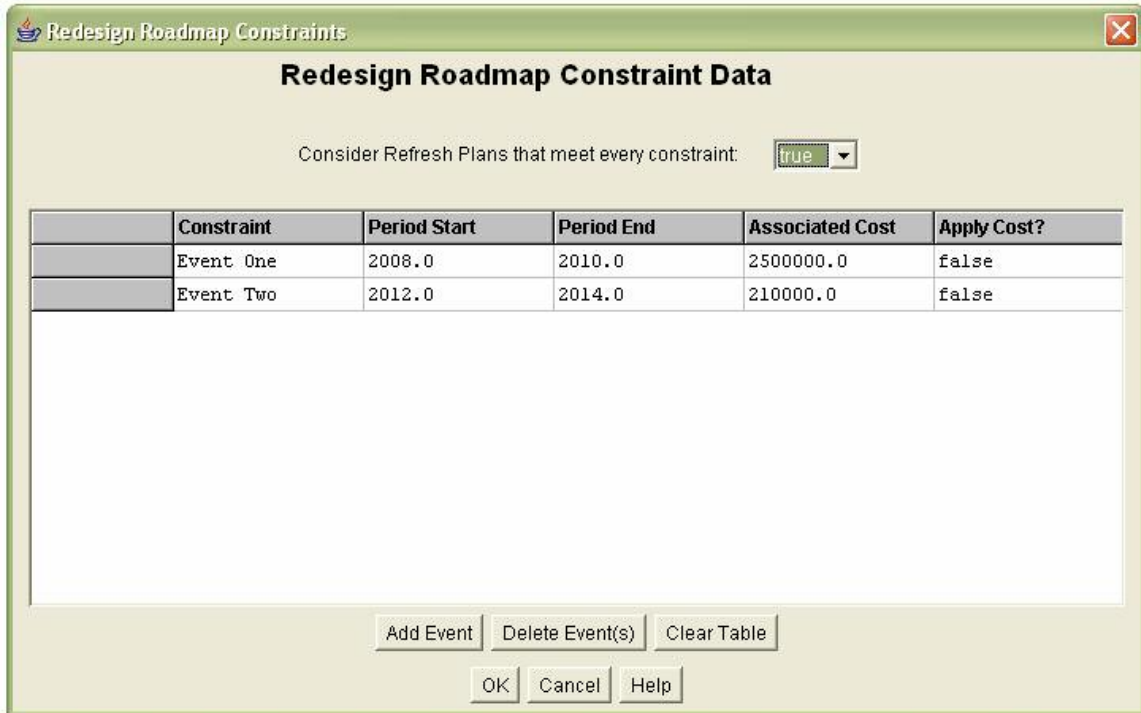 Redesign Roadmap Constraints
Redesign Roadmap Constraint Data
Consider Refresh Plans that meet every constraint: true
Constraint Period Start Period End Associated Cost Apply Cost?
Event One 2008.0 2010.0 2500000.0 false
Event Two 2012.0 2014.0 210000.0 false
Add Event Delete Event(s) Clear Table
OK Cancel Help